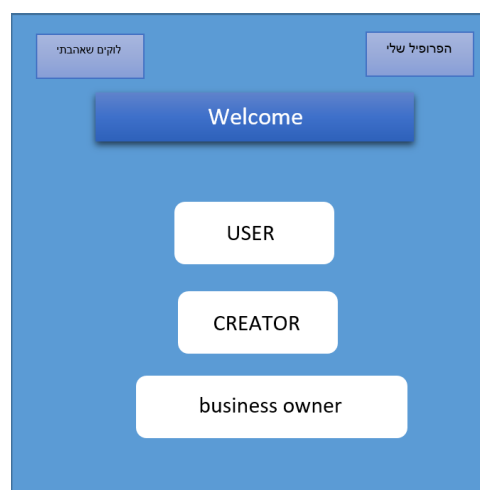 הפרופיל שלי
לוקים שאהבתי
Welcome
USER
CREATOR
business owner